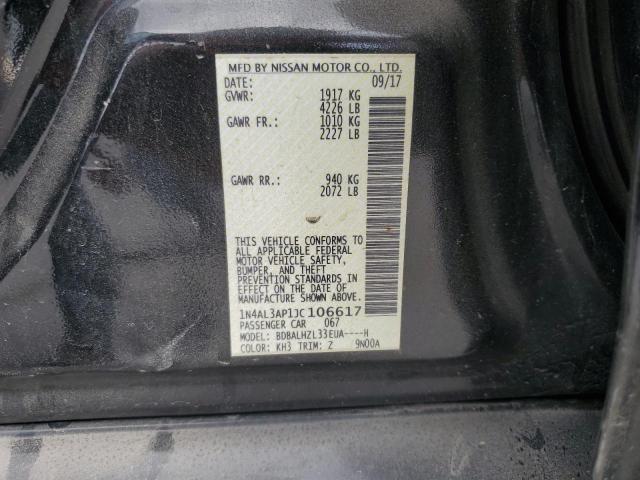 MFD BY NISSAN MOTOR CO., LTD.
DATE: 09/17
GVWR: 1917 KG
4226 LB
GAWR FR.: 1010 KG
2227 LB
GAWR RR.: 940 KG
2072 LB
THIS VEHICLE CONFORMS TO
ALL APPLICABLE FEDERAL
MOTOR VEHICLE SAFETY,
BUMPER, AND THEFT
PREVENTION STANDARDS
IN EFFECT ON THE DATE OF
MANUFACTURE SHOWN ABOVE.
1N4AL3AP1JC106617
PASSENGER CAR 067
MODEL: BDBALHZL33EUA----H
COLOR: KH3 TRIM: Z 9N00A